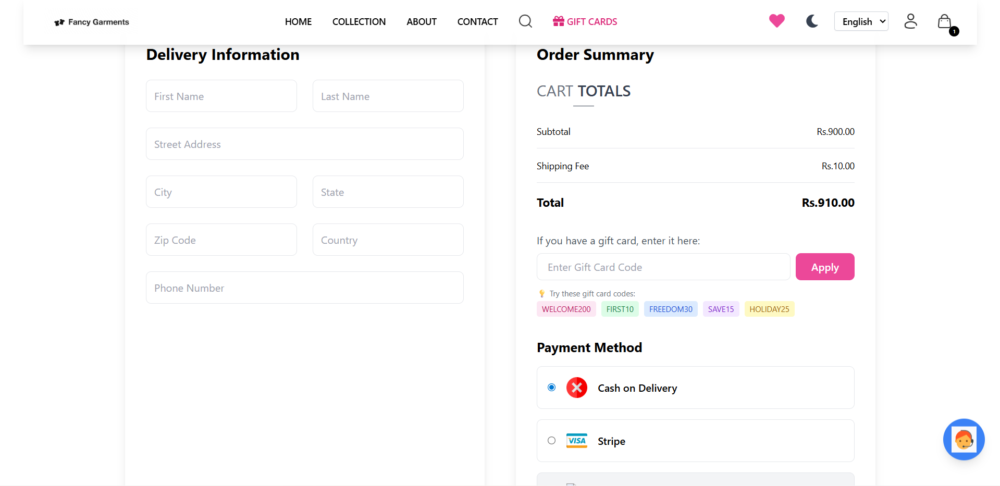 Fancy Garments
HOME COLLECTION ABOUT CONTACT GIFT CARDS
English
1
Delivery Information
First Name
Last Name
Street Address
City
State
Zip Code
Country
Phone Number
Order Summary
CART TOTALS
Subtotal Rs.900.00
Shipping Fee Rs.10.00
Total Rs.910.00
If you have a gift card, enter it here:
Enter Gift Card Code
Apply
Try these gift card codes:
WELCOME200 FIRST10 FREEDOM30 SAVE15 HOLIDAY25
Payment Method
Cash on Delivery
VISA Stripe